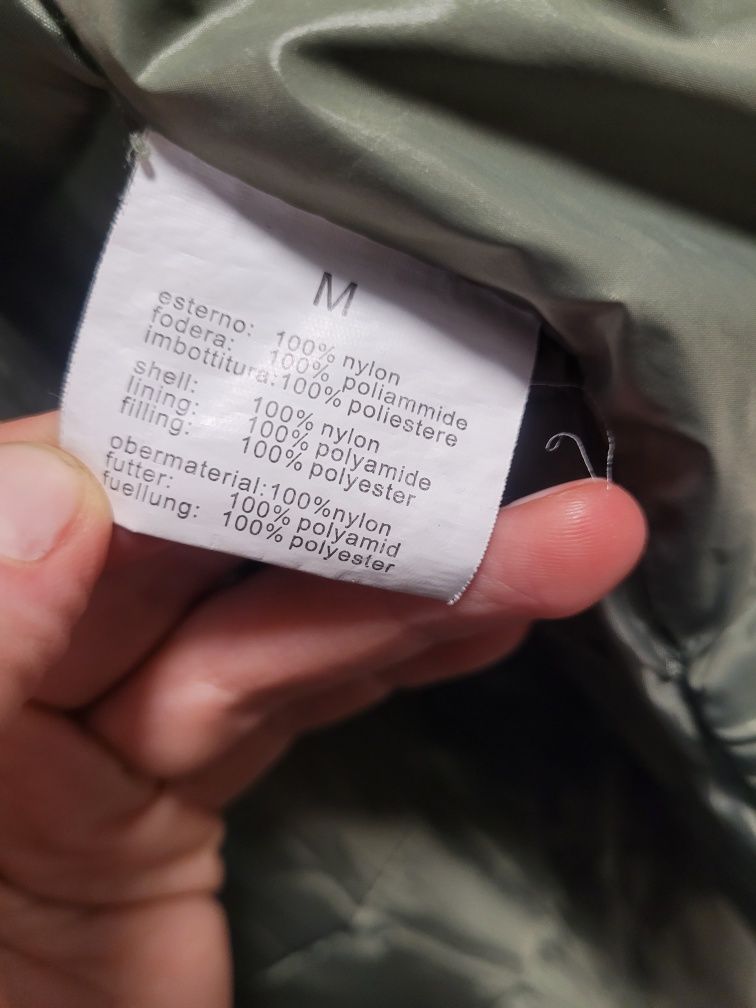 M
esterno: 100% nylon
fodera: 100% poliammide
imbottitura: 100% poliestere
shell: 100% nylon
lining: 100% polyamide
filling: 100% polyester
obermaterial: 100%nylon
futter: 100% polyamid
fuellung: 100% polyester